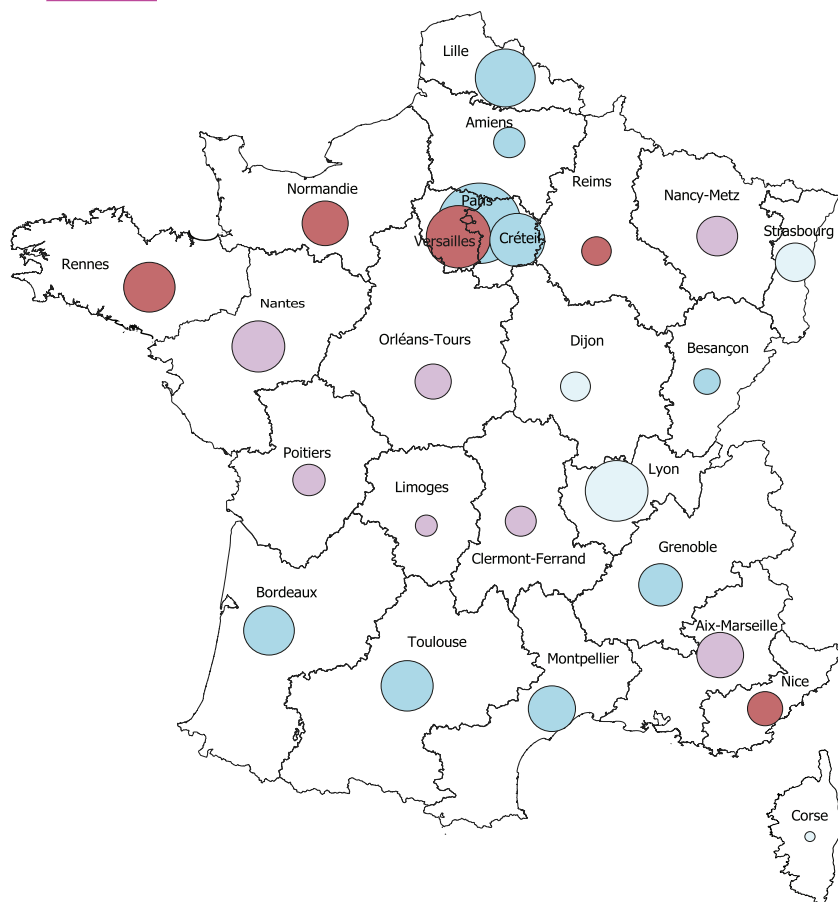 Lille
Amiens
Normandie
Reims
Nancy-Metz
Paris
Strasbourg
Versailles
Créteil
Rennes
Nantes
Orléans-Tours
Dijon
Besançon
Poitiers
Limoges
Lyon
Clermont-Ferrand
Grenoble
Bordeaux
Aix-Marseille
Toulouse
Montpellier
Nice
Corse